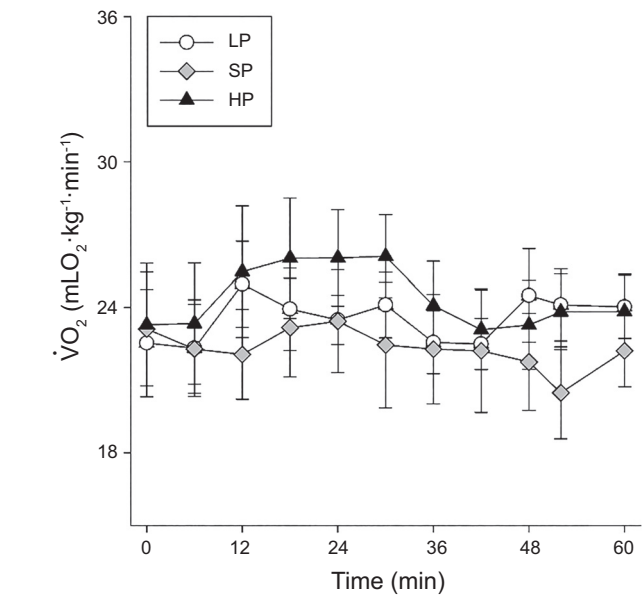 36
30
24
18
LP
SP
HP
V̇O₂ (mLO₂·kg⁻¹·min⁻¹)
0 12 24 36 48 60
Time (min)